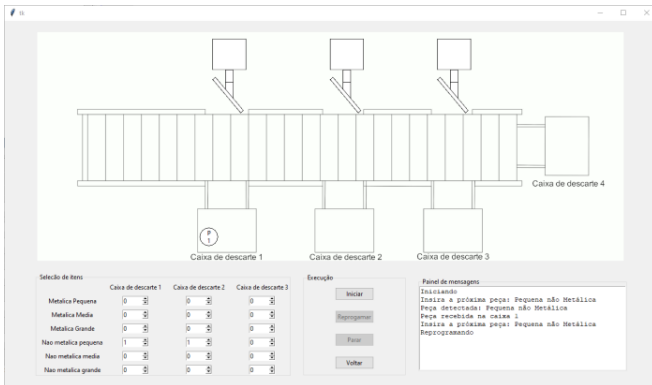 tk
Caixa de descarte 4
P
1
Caixa de descarte 1
Caixa de descarte 2
Caixa de descarte 3
Selecão de itens
Caixa de descarte 1 Caixa de descarte 2 Caixa de descarte 3
Metalica Pequena 0 0 0
Metalica Media 0 0 0
Metalica Grande 0 0 0
Nao metalica pequena 1 1 0
Nao metalica media 0 0 0
Nao metalica grande 0 0 0
Execução
Iniciar
Reprogamar
Parar
Voltar
Painel de mensagens
Iniciando
Insira a próxima peça: Pequena não Metálica
Peça detectada: Pequena não Metálica
Peça recebida na caixa 1
Insira a próxima peça: Pequena não Metálica
Reprogramando